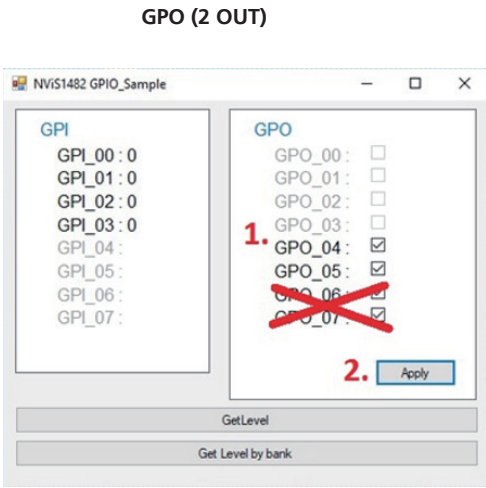 GPO (2 OUT)
NViS1482 GPIO_Sample
GPI
GPI_00 : 0
GPI_01 : 0
GPI_02 : 0
GPI_03 : 0
GPI_04 :
GPI_05 :
GPI_06 :
GPI_07 :
GPO
GPO_00 :
GPO_01 :
GPO_02 :
GPO_03 :
1.
GPO_04 :
GPO_05 :
GPO_06 :
GPO_07 :
2.
Apply
GetLevel
Get Level by bank